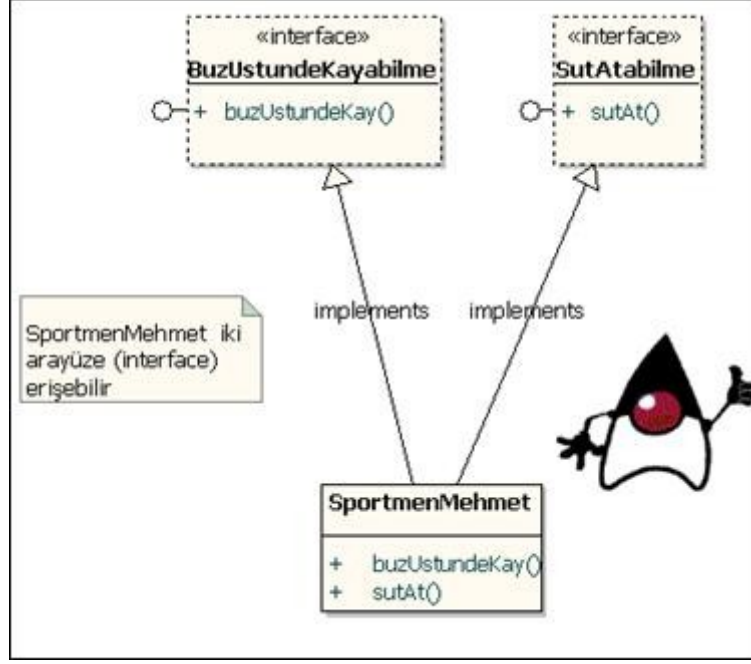 «interface»
BuzUstundeKayabilme
+ buzUstundeKay()
«interface»
SutAtabilme
+ sutAt()
implements
implements
SportmenMehmet iki
arayüze (interface)
erişebilir
SportmenMehmet
+ buzUstundeKay()
+ sutAt()